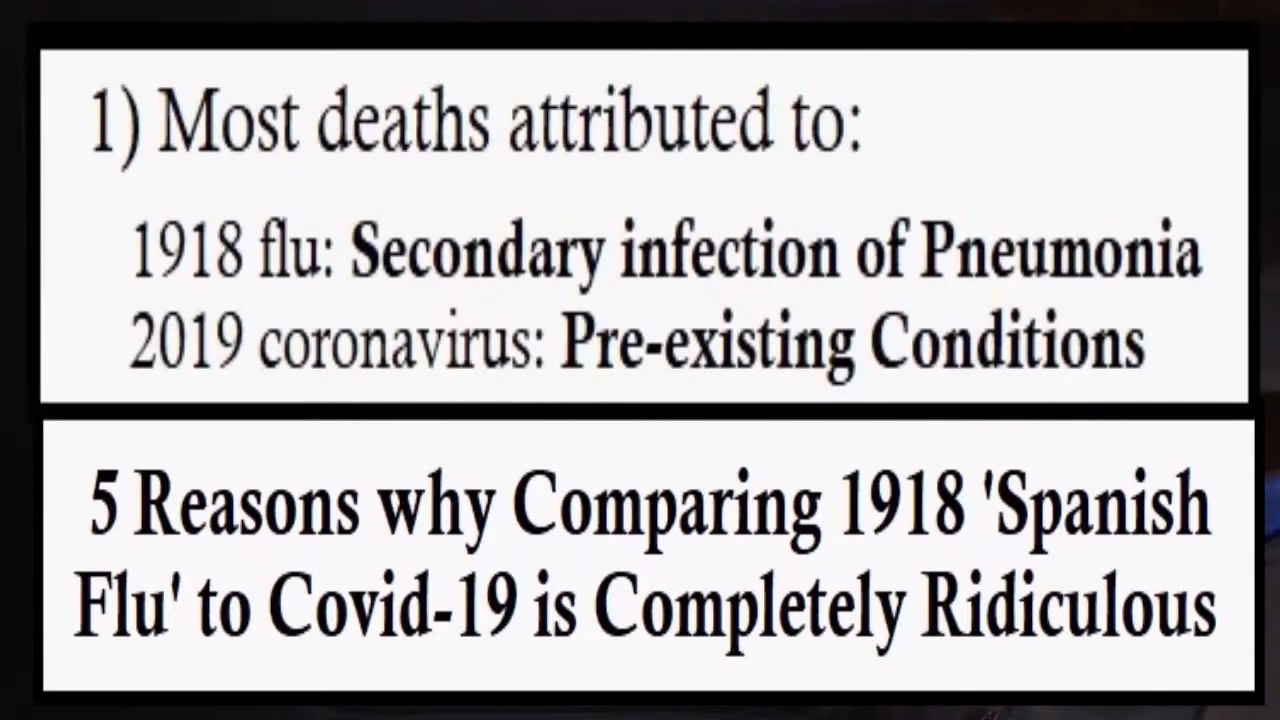 1) Most deaths attributed to:
1918 flu: Secondary infection of Pneumonia
2019 coronavirus: Pre-existing Conditions
5 Reasons why Comparing 1918 'Spanish
Flu' to Covid-19 is Completely Ridiculous